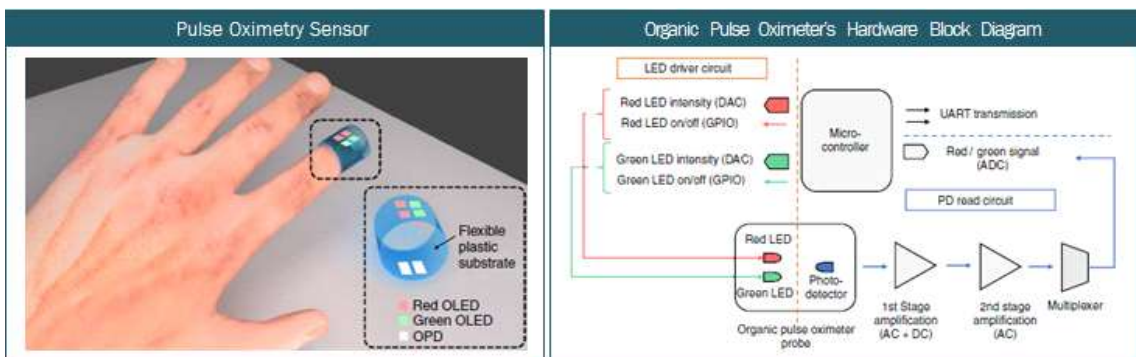 Pulse Oximetry Sensor
Flexible
plastic
substrate
Red OLED
Green OLED
OPD
Organic Pulse Oximeter's Hardware Block Diagram
LED driver circuit
Red LED intensity (DAC)
Red LED on/off (GPIO)
Green LED intensity (DAC)
Green LED on/off (GPIO)
Micro-
controller
UART transmission
Red / green signal
(ADC)
PD read circuit
Red LED
Green LED
Photo-
detector
Organic pulse oximeter
probe
1st Stage
amplification
(AC + DC)
2nd stage
amplification
(AC)
Multiplexer